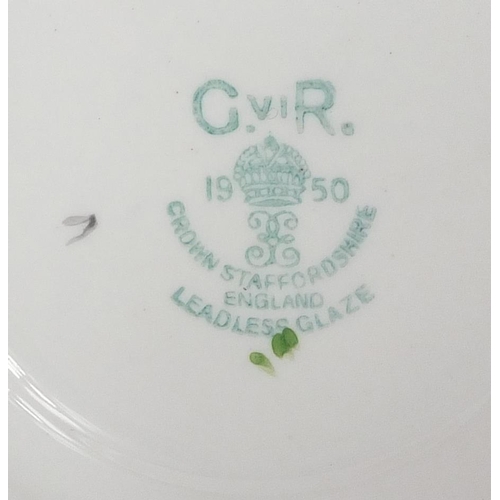 G.VI R.
19 50
CROWN STAFFORDSHIRE
ENGLAND
LEADLESS GLAZE